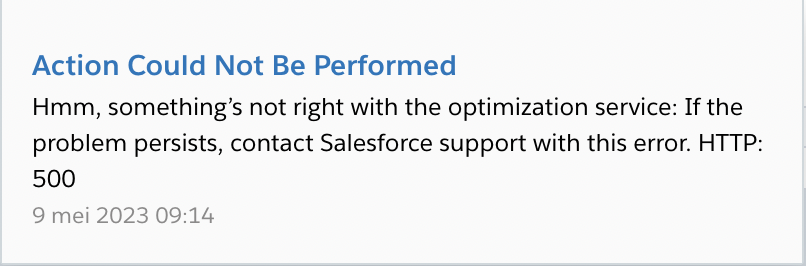 Action Could Not Be Performed
Hmm, something’s not right with the optimization service: If the
problem persists, contact Salesforce support with this error. HTTP:
500
9 mei 2023 09:14